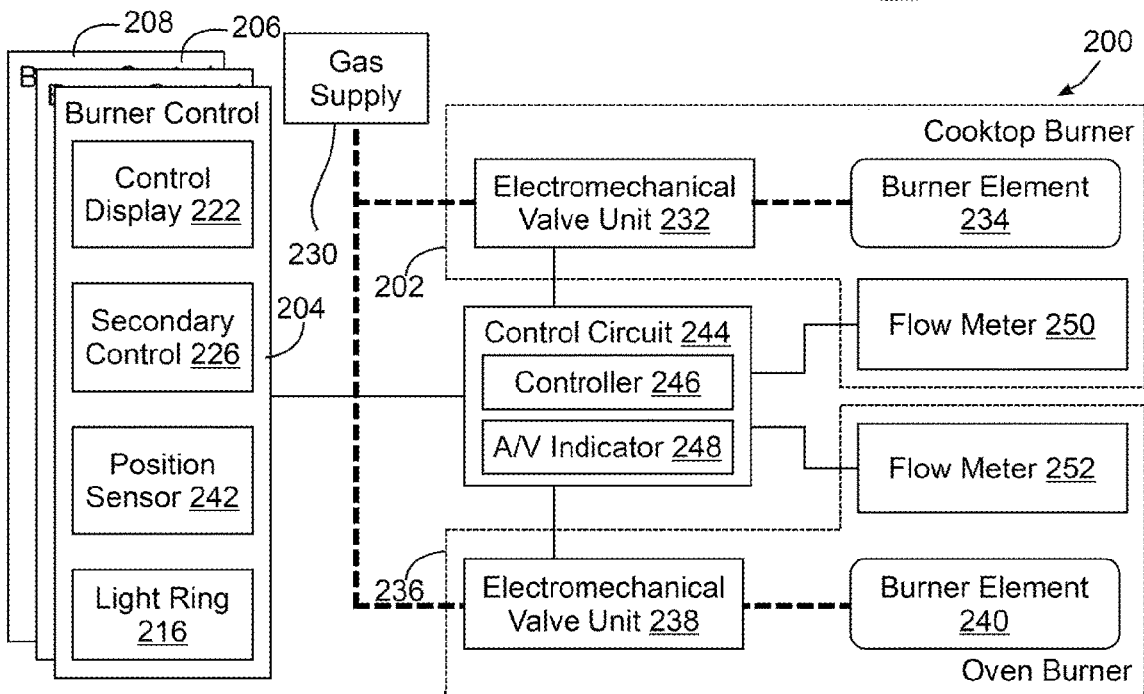 208
206
200
Gas
Supply
Burner Control
Cooktop Burner
Control
Display 222
Electromechanical
Valve Unit 232
Burner Element
234
230
202
204
Secondary
Control 226
Control Circuit 244
Flow Meter 250
Controller 246
A/V Indicator 248
Position
Sensor 242
Flow Meter 252
236
Light Ring
216
Electromechanical
Valve Unit 238
Burner Element
240
Oven Burner